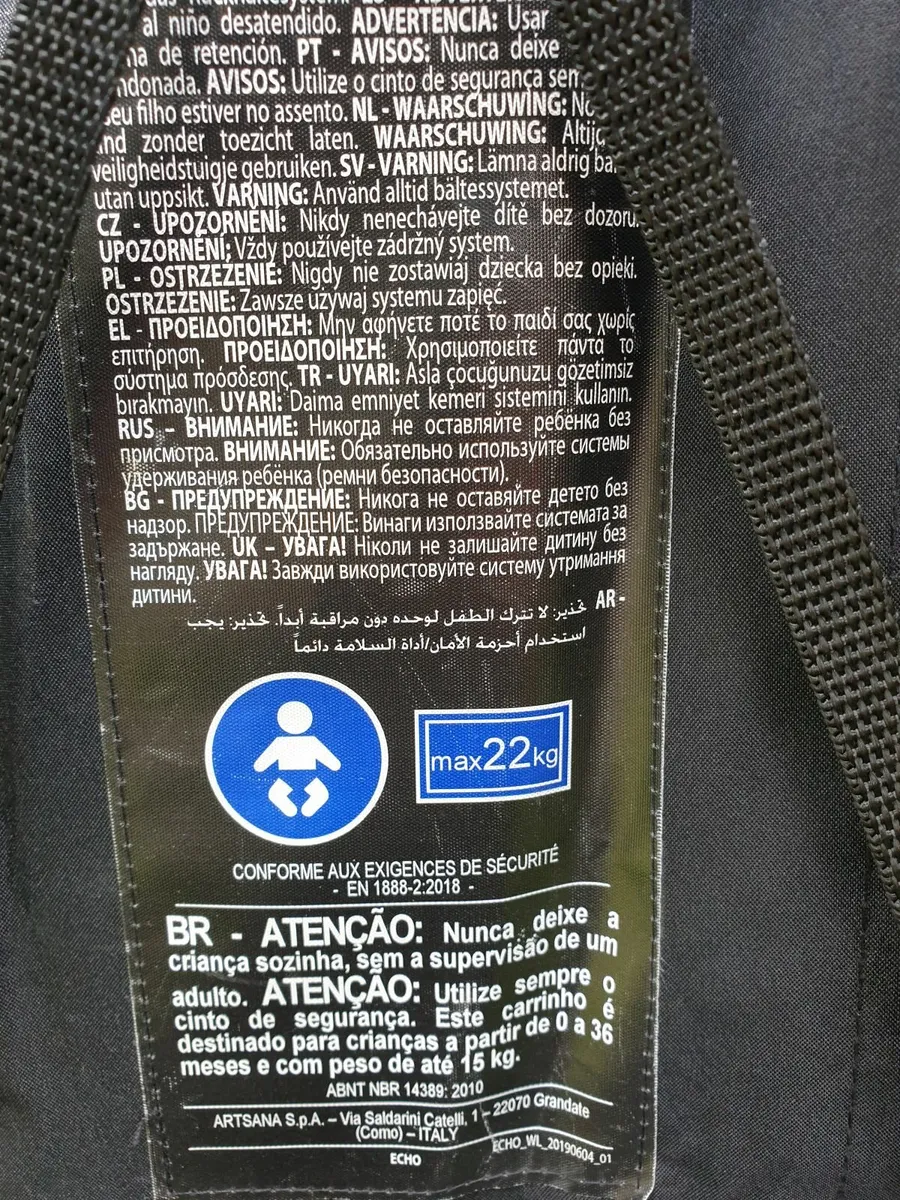 al niño desatendido. ADVERTENCIA: Usar
de retención. PT - AVISOS: Nunca deixe
AVISOS: Utilize o cinto de segurança
seu filho estiver no assento. NL - WAARSCHUWING:
zonder toezicht laten. WAARSCHUWING:
veiligheidstuigje gebruiken. SV - VARNING: Lämna aldrig
utan uppsikt. VARNING: Använd alltid bältessystemet.
CZ - UPOZORNĚNÍ: Nikdy nenechávejte dítě bez dozoru.
UPOZORNĚNÍ: Vždy používejte zádržný systém.
PL - OSTRZEŻENIE: Nigdy nie zostawiaj dziecka bez opieki.
OSTRZEŻENIE: Zawsze używaj systemu zapięć.
EL - ΠΡΟΕΙΔΟΠΟΙΗΣΗ: Μην αφήνετε ποτέ το παιδί σας χωρίς
επιτήρηση. ΠΡΟΕΙΔΟΠΟΙΗΣΗ: Χρησιμοποιείτε πάντα το
σύστημα πρόσδεσης. TR - UYARI: Asla çocuğunuzu gözetimsiz
bırakmayın. UYARI: Daima emniyet kemeri sistemini kullanın.
RUS – ВНИМАНИЕ: Никогда не оставляйте ребёнка без
присмотра. ВНИМАНИЕ: Обязательно используйте системы
удерживания ребёнка (ремни безопасности).
BG - ПРЕДУПРЕЖДЕНИЕ: Никога не оставяйте детето без
надзор. ПРЕДУПРЕЖДЕНИЕ: Винаги използвайте системата за
задържане. UK – УВАГА! Ніколи не залишайте дитину без
нагляду. УВАГА! Завжди використовуйте систему утримання
дитини.
AR - تحذير: لا تترك الطفل لوحده دون مراقبة أبداً. تحذير: يجب
استخدام أحزمة الأمان/أداة السلامة دائماً
max 22 kg
CONFORME AUX EXIGENCES DE SÉCURITÉ
- EN 1888-2:2018 -
BR - ATENÇÃO: Nunca deixe a
criança sozinha, sem a supervisão de um
adulto. ATENÇÃO: Utilize sempre o
cinto de segurança. Este carrinho é
destinado para crianças a partir de 0 a 36
meses e com peso de até 15 kg.
ABNT NBR 14389: 2010
ARTSANA S.p.A. – Via Saldarini Catelli, 1 – 22070 Grandate
(Como) – ITALY
ECHO
ECHO_WL_20190604_01